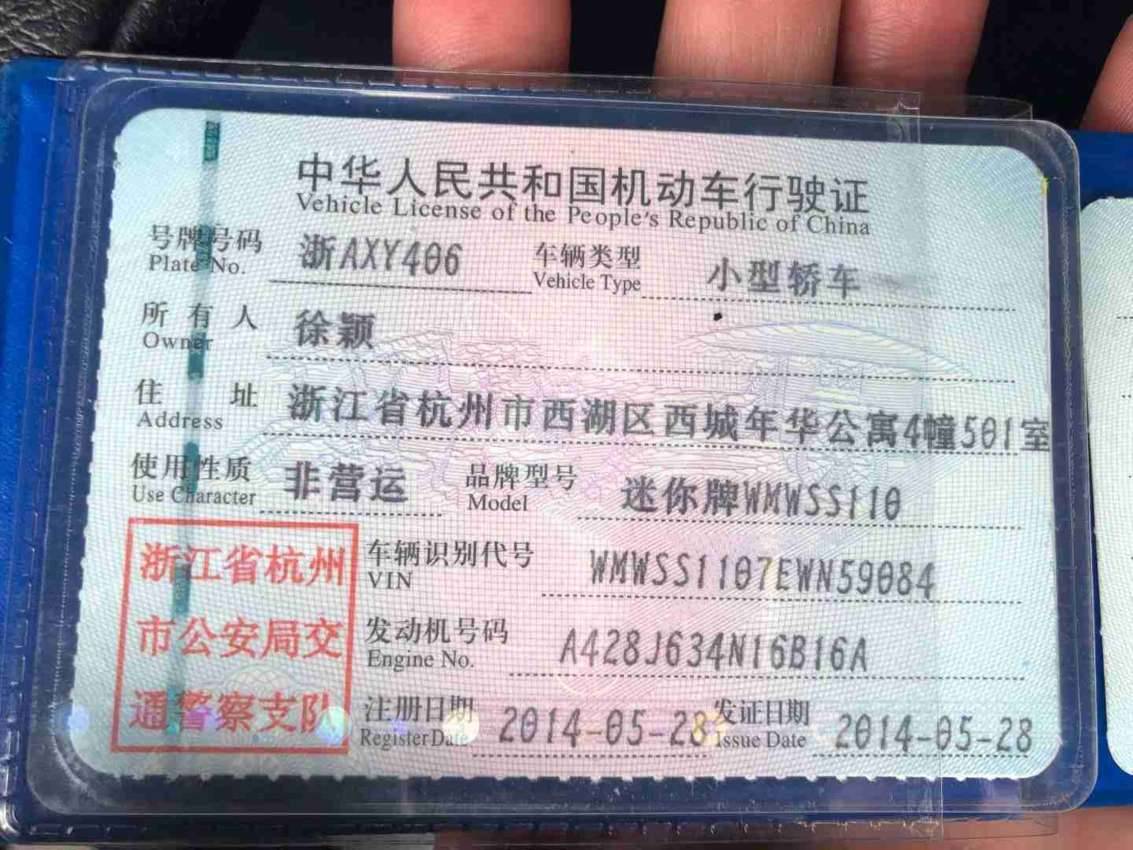 中华人民共和国机动车行驶证
Vehicle License of the People's Republic of China
号牌号码 浙AXY406 车辆类型 小型轿车
Plate No. Vehicle Type
所有人 徐颖
Owner
住址 浙江省杭州市西湖区西城年华公寓4幢501室
Address
使用性质 非营运 品牌型号 迷你牌WMWSS110
Use Character Model
浙江省杭州
市公安局交
通警察支队
车辆识别代号 WMWSS1107EWN59084
VIN
发动机号码 A428J634N16B16A
Engine No.
注册日期 2014-05-28 发证日期 2014-05-28
Register Date Issue Date